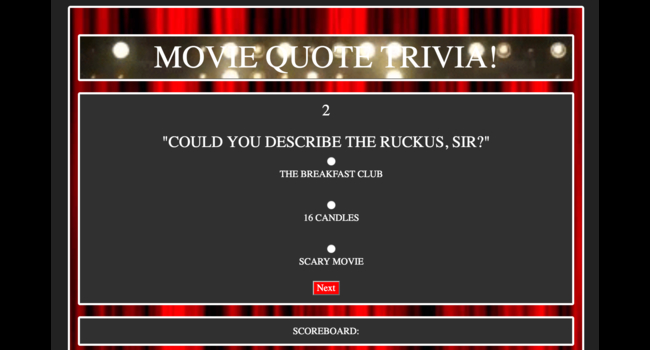 MOVIE QUOTE TRIVIA!
2
"COULD YOU DESCRIBE THE RUCKUS, SIR?"
THE BREAKFAST CLUB
16 CANDLES
SCARY MOVIE
Next
SCOREBOARD: